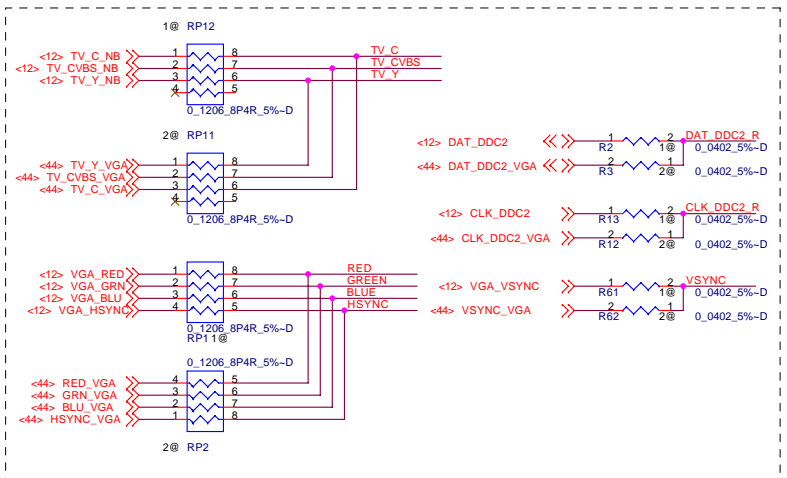 1@ RP12
<12> TV_C_NB 1 8 TV_C
<12> TV_CVBS_NB 2 7 TV_CVBS
<12> TV_Y_NB 3 6 TV_Y
4 5
0_1206_8P4R_5%~D
2@ RP11
<44> TV_Y_VGA 1 8
<44> TV_CVBS_VGA 2 7
<44> TV_C_VGA 3 6
4 5
0_1206_8P4R_5%~D
<12> VGA_RED 1 8 RED
<12> VGA_GRN 2 7 GREEN
<12> VGA_BLU 3 6 BLUE
<12> VGA_HSYNC 4 5 HSYNC
0_1206_8P4R_5%~D
RP1 1@
0_1206_8P4R_5%~D
<44> RED_VGA 4 5
<44> GRN_VGA 3 6
<44> BLU_VGA 2 7
<44> HSYNC_VGA 1 8
2@ RP2
<12> DAT_DDC2 1 2 DAT_DDC2_R
R2 1@ 0_0402_5%~D
<44> DAT_DDC2_VGA 2 1
R3 2@ 0_0402_5%~D
<12> CLK_DDC2 1 2 CLK_DDC2_R
R13 1@ 0_0402_5%~D
<44> CLK_DDC2_VGA 2 1
R12 2@ 0_0402_5%~D
<12> VGA_VSYNC 1 2 VSYNC
R61 1@ 0_0402_5%~D
<44> VSYNC_VGA 2 1
R62 2@ 0_0402_5%~D